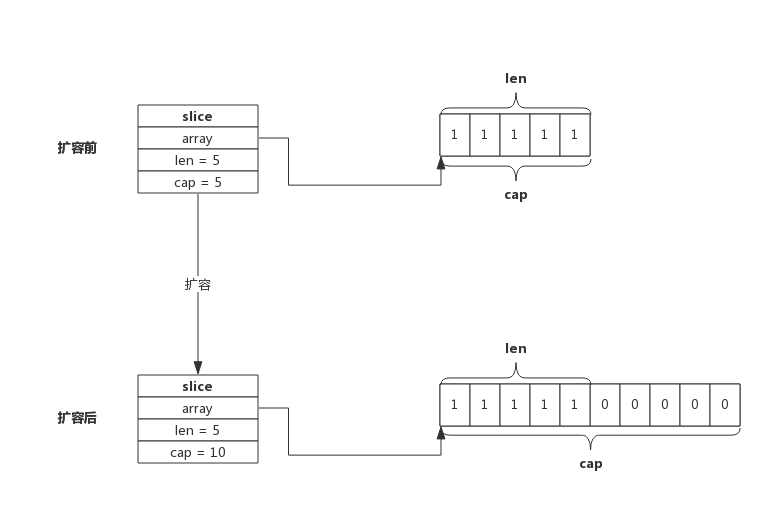 len
扩容前
slice
array
len = 5
cap = 5
1 1 1 1 1
cap
扩容
len
扩容后
slice
array
len = 5
cap = 10
1 1 1 1 1 0 0 0 0 0
cap